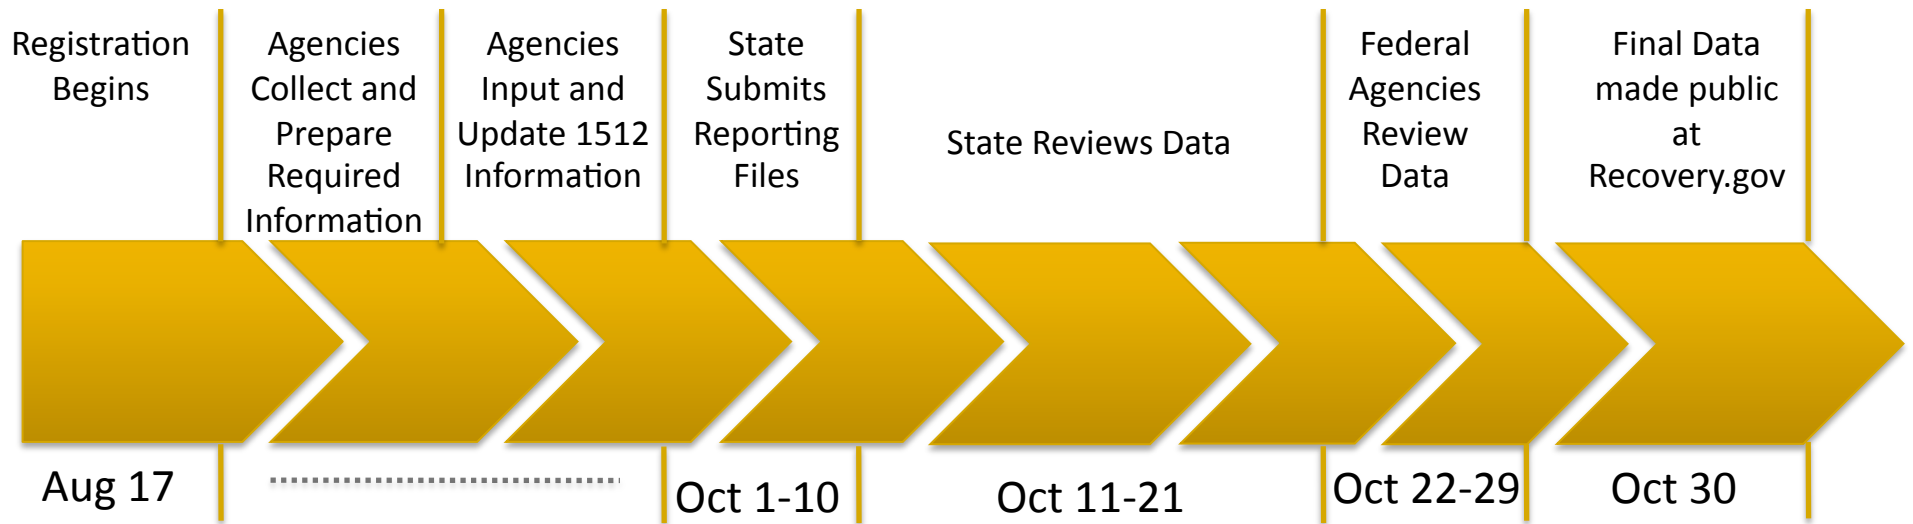 Registration
Begins
Agencies
Collect and
Prepare
Required
Information
Agencies
Input and
Update 1512
Information
State
Submits
Reporting
Files
State Reviews Data
Federal
Agencies
Review
Data
Final Data
made public
at
Recovery.gov
Aug 17
Oct 1-10
Oct 11-21
Oct 22-29
Oct 30